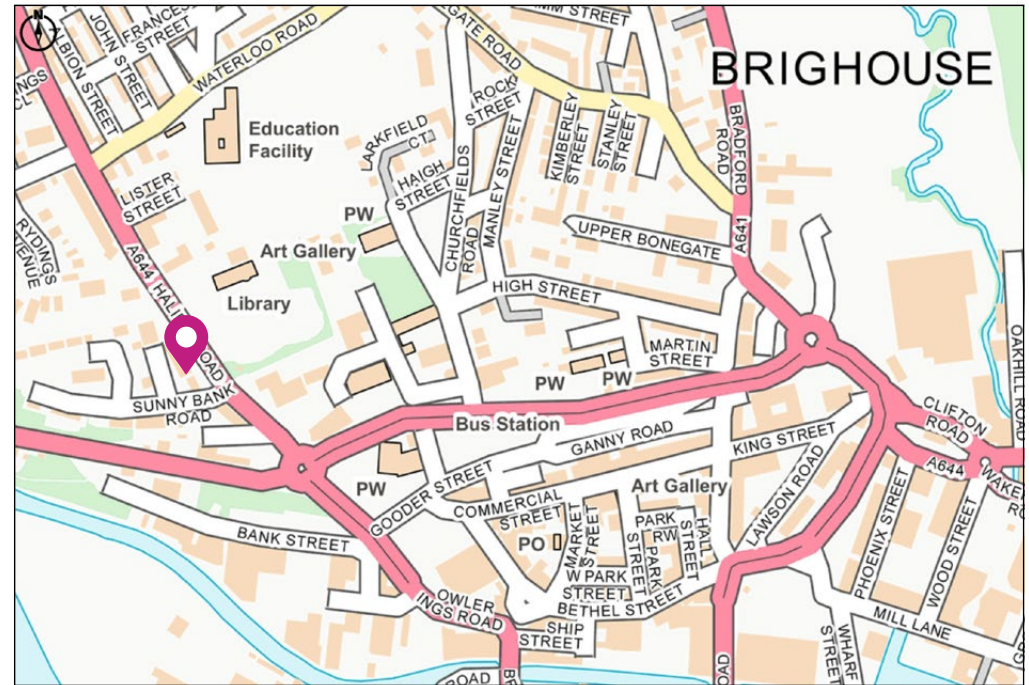 N
BRIGHOUSE
FRANCES
STREET
JOHN STREET
ALBION STREET
INGS
CL
WATERLOO ROAD
GATE ROAD
STREET
ROCK
STREET
KIMBERLEY
STREET
STANLEY
STREET
BRADFORD
ROAD
A641
Education
Facility
LARKFIELD
CT
HAIGH
STREET
CHURCHFIELDS
ROAD
MANLEY STREET
LISTER
STREET
RYDINGS
AVENUE
PW
Art Gallery
Library
UPPER BONEGATE
HIGH STREET
MARTIN
STREET
A644 HALI
ROAD
SUNNY BANK
ROAD
PW
PW
Bus Station
OAKHILL ROAD
CLIFTON
ROAD
A644
WAKE
GANNY ROAD
KING STREET
LAWSON ROAD
PW
GOODER STREET
COMMERCIAL
STREET
Art Gallery
BANK STREET
PO
MARKET
STREET
PARK
RW
PARK
STREET
HALL
STREET
W PARK
STREET
BETHEL STREET
PHOENIX STREET
WOOD STREET
MILL LANE
WHARF
STREET
OWLER
INGS ROAD
SHIP
STREET
ROAD
ROAD